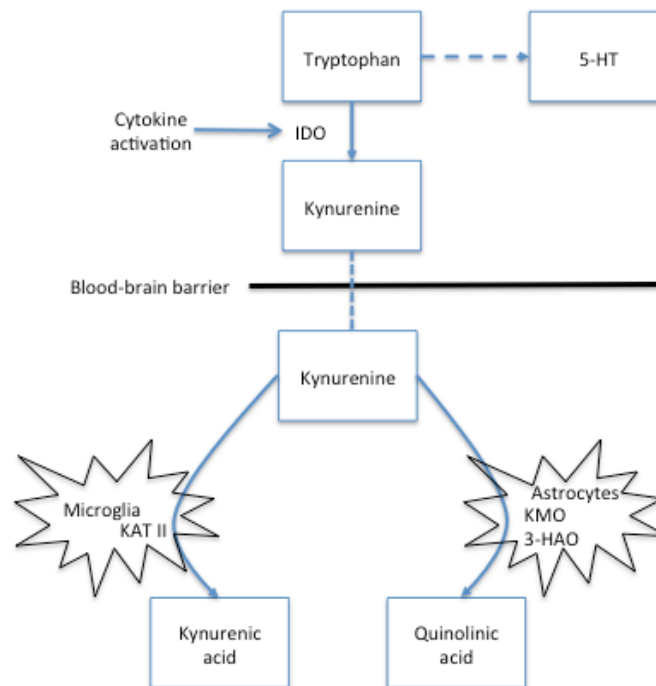 Tryptophan
5-HT
Cytokine
activation
IDO
Kynurenine
Blood-brain barrier
Kynurenine
Microglia
KAT II
Astrocytes
KMO
3-HAO
Kynurenic
acid
Quinolinic
acid